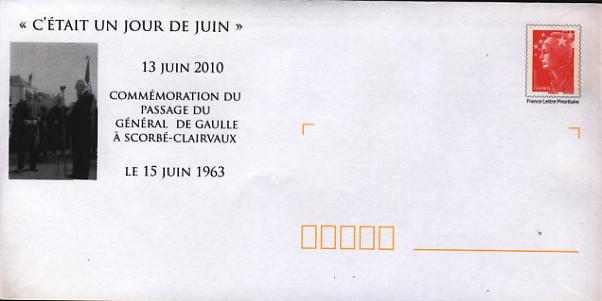 « C'ÉTAIT UN JOUR DE JUIN »
13 JUIN 2010
COMMÉMORATION DU
PASSAGE DU
GÉNÉRAL DE GAULLE
À SCORBÉ-CLAIRVAUX
LE 15 JUIN 1963
FRANCE
France Lettre Prioritaire